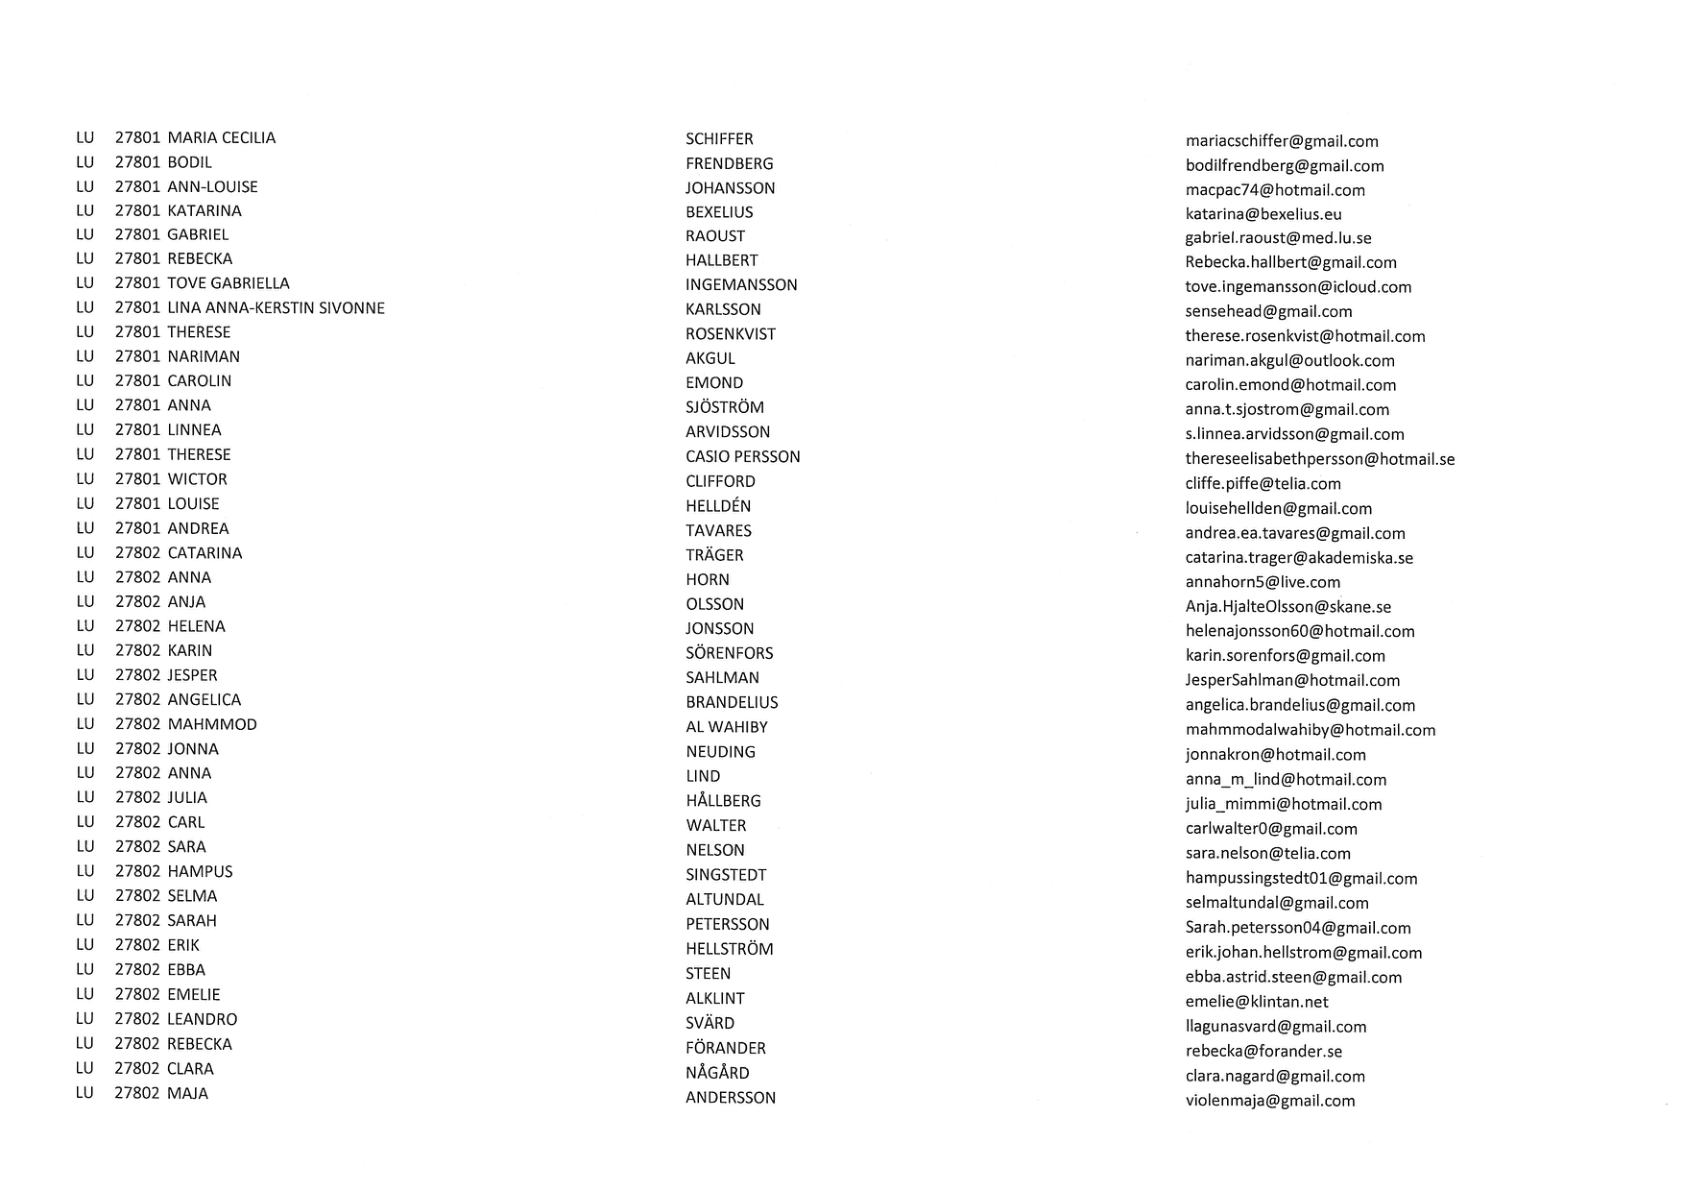 LU 27801 MARIA CECILIA SCHIFFER mariacschiffer@gmail.com
LU 27801 BODIL FRENDBERG bodilfrendberg@gmail.com
LU 27801 ANN-LOUISE JOHANSSON macpac74@hotmail.com
LU 27801 KATARINA BEXELIUS katarina@bexelius.eu
LU 27801 GABRIEL RAOUST gabriel.raoust@med.lu.se
LU 27801 REBECKA HALLBERT Rebecka.hallbert@gmail.com
LU 27801 TOVE GABRIELLA INGEMANSSON tove.ingemansson@icloud.com
LU 27801 LINA ANNA-KERSTIN SIVONNE KARLSSON sensehead@gmail.com
LU 27801 THERESE ROSENKVIST therese.rosenkvist@hotmail.com
LU 27801 NARIMAN AKGUL nariman.akgul@outlook.com
LU 27801 CAROLIN EMOND carolin.emond@hotmail.com
LU 27801 ANNA SJÖSTRÖM anna.t.sjostrom@gmail.com
LU 27801 LINNEA ARVIDSSON s.linnea.arvidsson@gmail.com
LU 27801 THERESE CASIO PERSSON thereseelisabethpersson@hotmail.se
LU 27801 WICTOR CLIFFORD cliffe.piffe@telia.com
LU 27801 LOUISE HELLDÉN louisehellden@gmail.com
LU 27801 ANDREA TAVARES andrea.ea.tavares@gmail.com
LU 27802 CATARINA TRÄGER catarina.trager@akademiska.se
LU 27802 ANNA HORN annahorn5@live.com
LU 27802 ANJA OLSSON Anja.HjalteOlsson@skane.se
LU 27802 HELENA JONSSON helenajonsson60@hotmail.com
LU 27802 KARIN SÖRENFORS karin.sorenfors@gmail.com
LU 27802 JESPER SAHLMAN JesperSahlman@hotmail.com
LU 27802 ANGELICA BRANDELIUS angelica.brandelius@gmail.com
LU 27802 MAHMMOD AL WAHIBY mahmmodalwahiby@hotmail.com
LU 27802 JONNA NEUDING jonnakron@hotmail.com
LU 27802 ANNA LIND anna_m_lind@hotmail.com
LU 27802 JULIA HÅLLBERG julia_mimmi@hotmail.com
LU 27802 CARL WALTER carlwalter0@gmail.com
LU 27802 SARA NELSON sara.nelson@telia.com
LU 27802 HAMPUS SINGSTEDT hampussingstedt01@gmail.com
LU 27802 SELMA ALTUNDAL selmaltundal@gmail.com
LU 27802 SARAH PETERSSON Sarah.petersson04@gmail.com
LU 27802 ERIK HELLSTRÖM erik.johan.hellstrom@gmail.com
LU 27802 EBBA STEEN ebba.astrid.steen@gmail.com
LU 27802 EMELIE ALKLINT emelie@klintan.net
LU 27802 LEANDRO SVÄRD llagunasvard@gmail.com
LU 27802 REBECKA FÖRANDER rebecka@forander.se
LU 27802 CLARA NÅGÅRD clara.nagard@gmail.com
LU 27802 MAJA ANDERSSON violenmaja@gmail.com